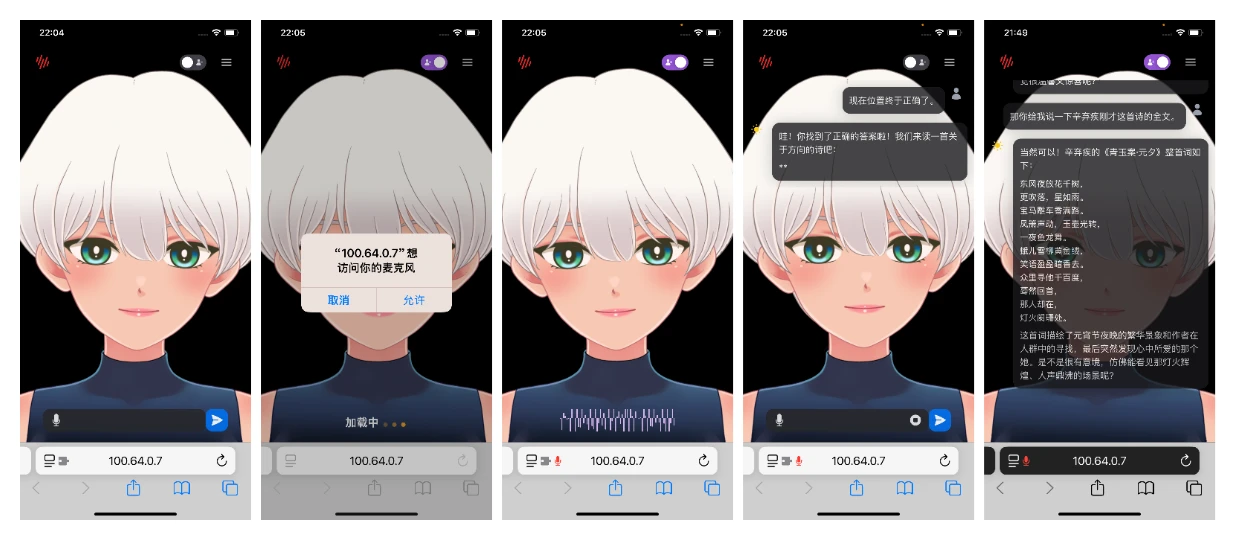 22:04
100.64.0.7
22:05
“100.64.0.7”想
访问你的麦克风
取消
允许
加载中
100.64.0.7
22:05
100.64.0.7
22:05
现在位置终于正确了。
哇！你找到了正确的答案啦！我们来读一首关
于方向的诗吧：
**
100.64.0.7
21:49
那你给我说一下辛弃疾刚才这首诗的全文。
当然可以！辛弃疾的《青玉案·元夕》整首词如
下：
东风夜放花千树，
更吹落，星如雨。
宝马雕车香满路。
凤箫声动，玉壶光转，
一夜鱼龙舞。
蛾儿雪柳黄金缕，
笑语盈盈暗香去。
众里寻他千百度，
蓦然回首，
那人却在，
灯火阑珊处。
这首词描绘了元宵节夜晚的繁华景象和作者在
人群中的寻找，最后突然发现心中所爱的那个
她。是不是很有意境，仿佛能看见那灯火辉
煌、人声鼎沸的场景呢？
100.64.0.7